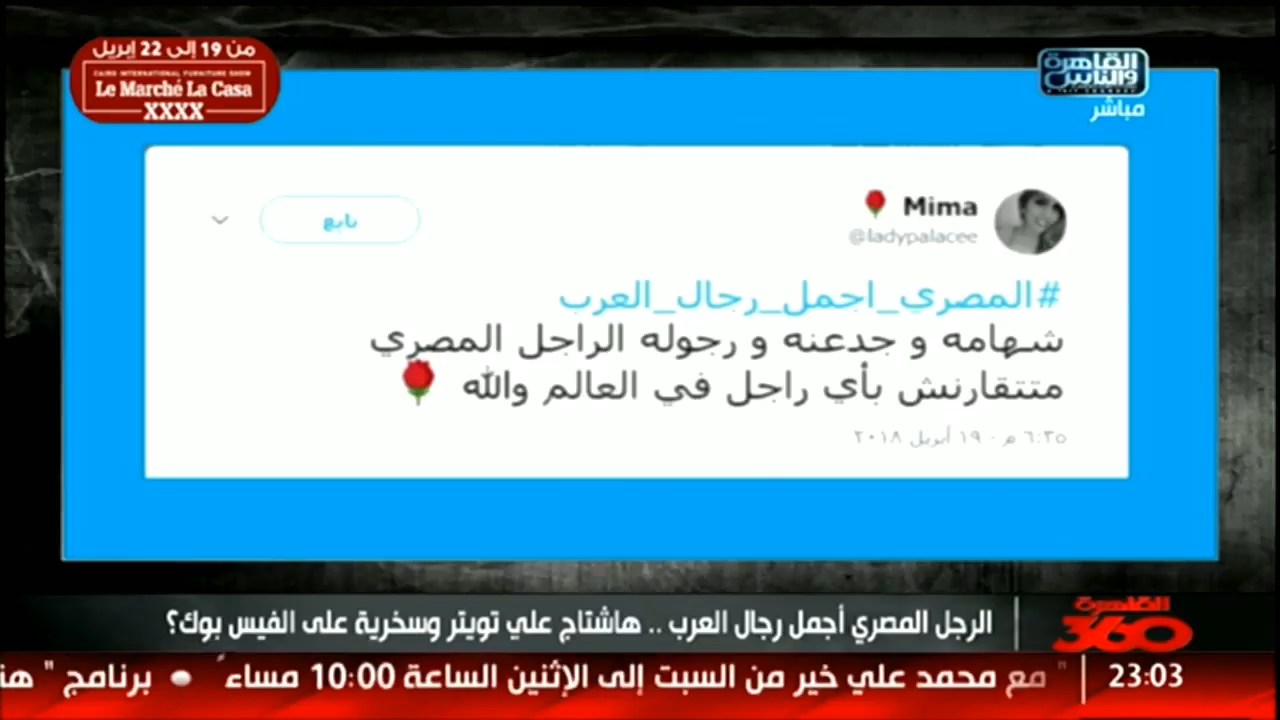 من 19 إلى 22 إبريل
CAIRO INTERNATIONAL FURNITURE SHOW
Le Marché La Casa
XXXX
القاهرة
والناس
مباشر
Mima
@ladypalacee
تابع
#المصري_اجمل_رجال_العرب
شهامه و جدعنه و رجوله الراجل المصري
متتقارنش بأي راجل في العالم والله
٦:٣٥ م - ١٩ أبريل ٢٠١٨
الرجل المصري أجمل رجال العرب .. هاشتاج علي تويتر وسخرية على الفيس بوك؟
القاهرة
360
" مع محمد علي خير من السبت إلى الإثنين الساعة 10:00 مساءً ● برنامج " هنا
23:03